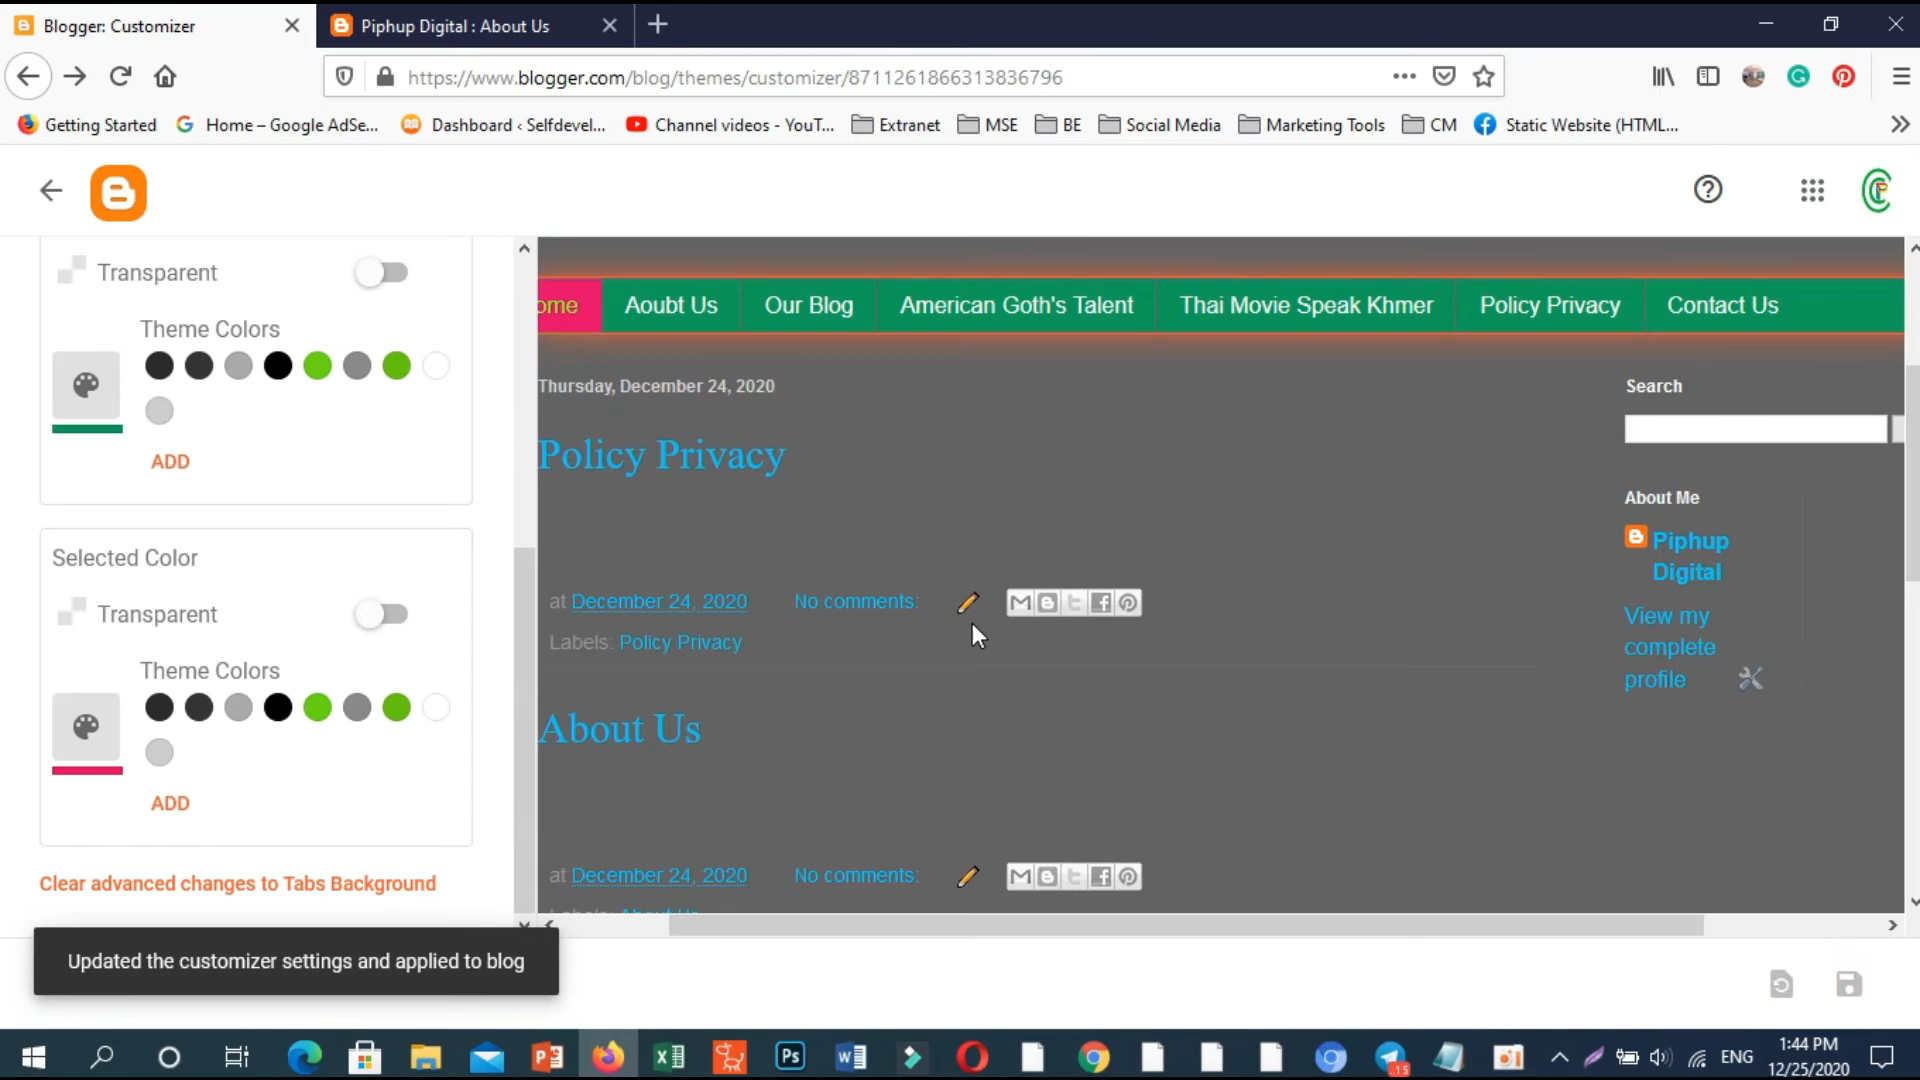 Blogger: Customizer
Piphup Digital : About Us
https://www.blogger.com/blog/themes/customizer/8711261866313836796
Getting Started
Home – Google AdSe...
Dashboard ‹ Selfdevel...
Channel videos - YouT...
Extranet
MSE
BE
Social Media
Marketing Tools
CM
Static Website (HTML...
Transparent
Theme Colors
ADD
Selected Color
Transparent
Theme Colors
ADD
Clear advanced changes to Tabs Background
Updated the customizer settings and applied to blog
ome
Aoubt Us
Our Blog
American Goth's Talent
Thai Movie Speak Khmer
Policy Privacy
Contact Us
Thursday, December 24, 2020
Policy Privacy
at December 24, 2020 No comments:
Labels: Policy Privacy
About Us
at December 24, 2020 No comments:
Labels: About Us
Search
About Me
Piphup
Digital
View my
complete
profile
ENG
1:44 PM
12/25/2020